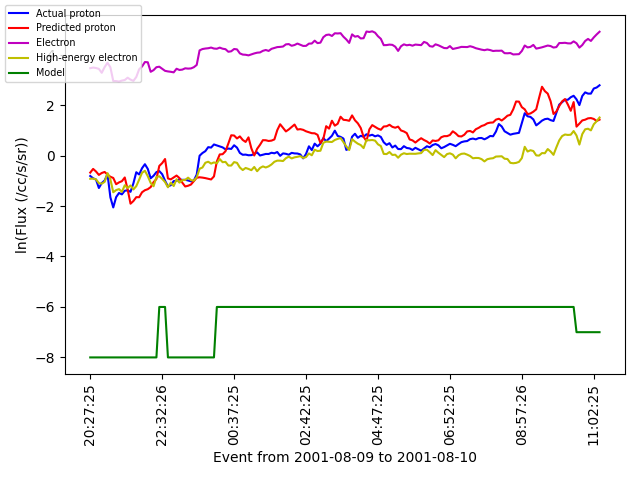 Actual proton
Predicted proton
Electron
High-energy electron
Model
2
0
−2
−4
−6
−8
ln(Flux (/cc/s/sr))
20:27:25
22:32:26
00:37:25
02:42:25
04:47:25
06:52:25
08:57:26
11:02:25
Event from 2001-08-09 to 2001-08-10